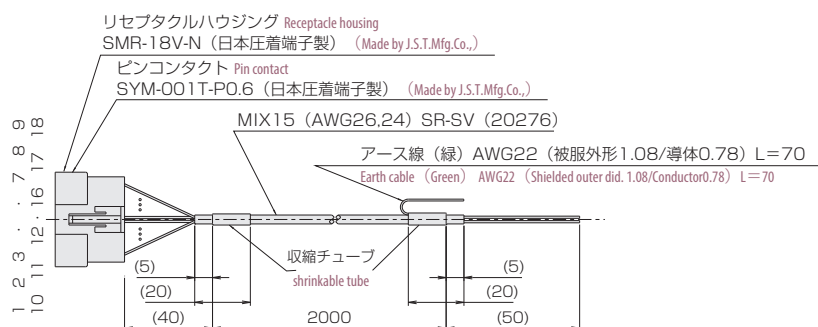 リセプタクルハウジング Receptacle housing
SMR-18V-N（日本圧着端子製）（Made by J.S.T.Mfg.Co.,）
ピンコンタクト Pin contact
SYM-001T-P0.6（日本圧着端子製）（Made by J.S.T.Mfg.Co.,）
MIX15（AWG26,24）SR-SV（20276）
アース線（緑）AWG22（被服外形1.08/導体0.78）L=70
Earth cable （Green） AWG22 （Shielded outer did. 1.08/Conductor0.78） L=70
1 2 3 · · 7 8 9
10 11 12 · 16 17 18
収縮チューブ
shrinkable tube
(5) (5)
(20) (20)
(40) 2000 (50)